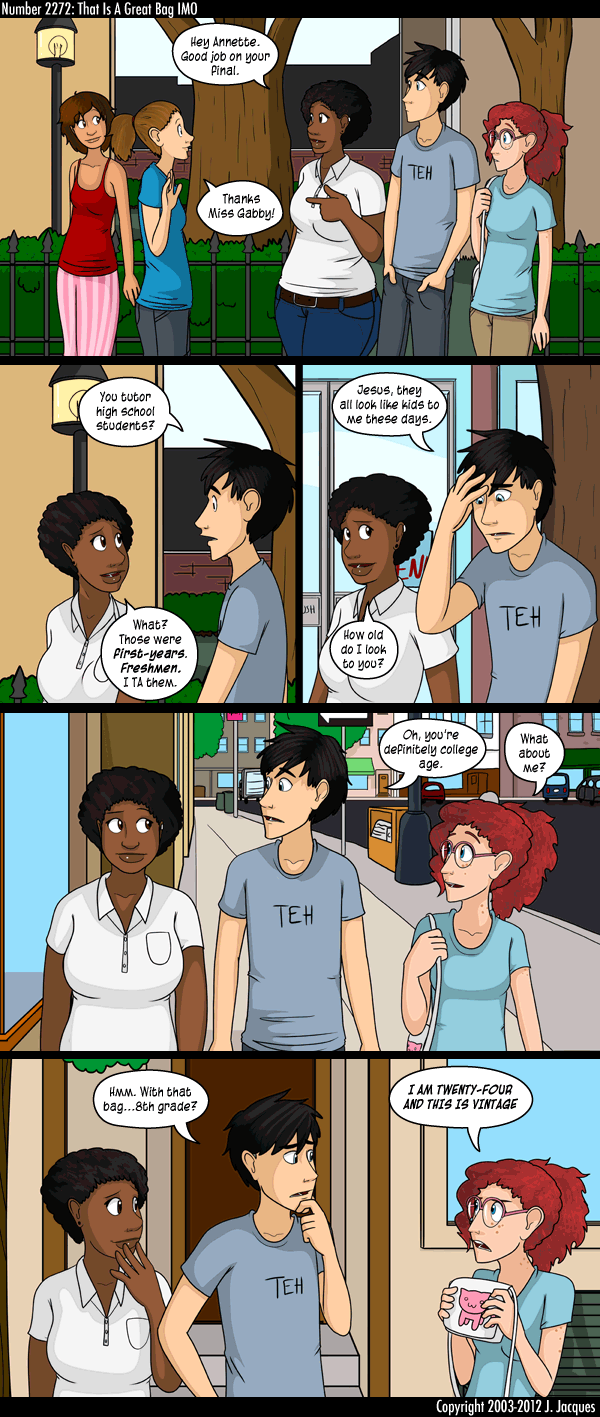 Number 2272: That Is A Great Bag IMO
Hey Annette.
Good job on your
final.
Thanks
Miss Gabby!
TEH
You tutor
high school
students?
What?
Those were
first-years.
Freshmen.
I TA them.
Jesus, they
all look like kids to
me these days.
How old
do I look
to you?
TEH
Oh, you're
definitely college
age.
What
about
me?
TEH
Hmm. With that
bag...8th grade?
TEH
I AM TWENTY-FOUR
AND THIS IS VINTAGE
Copyright 2003-2012 J. Jacques